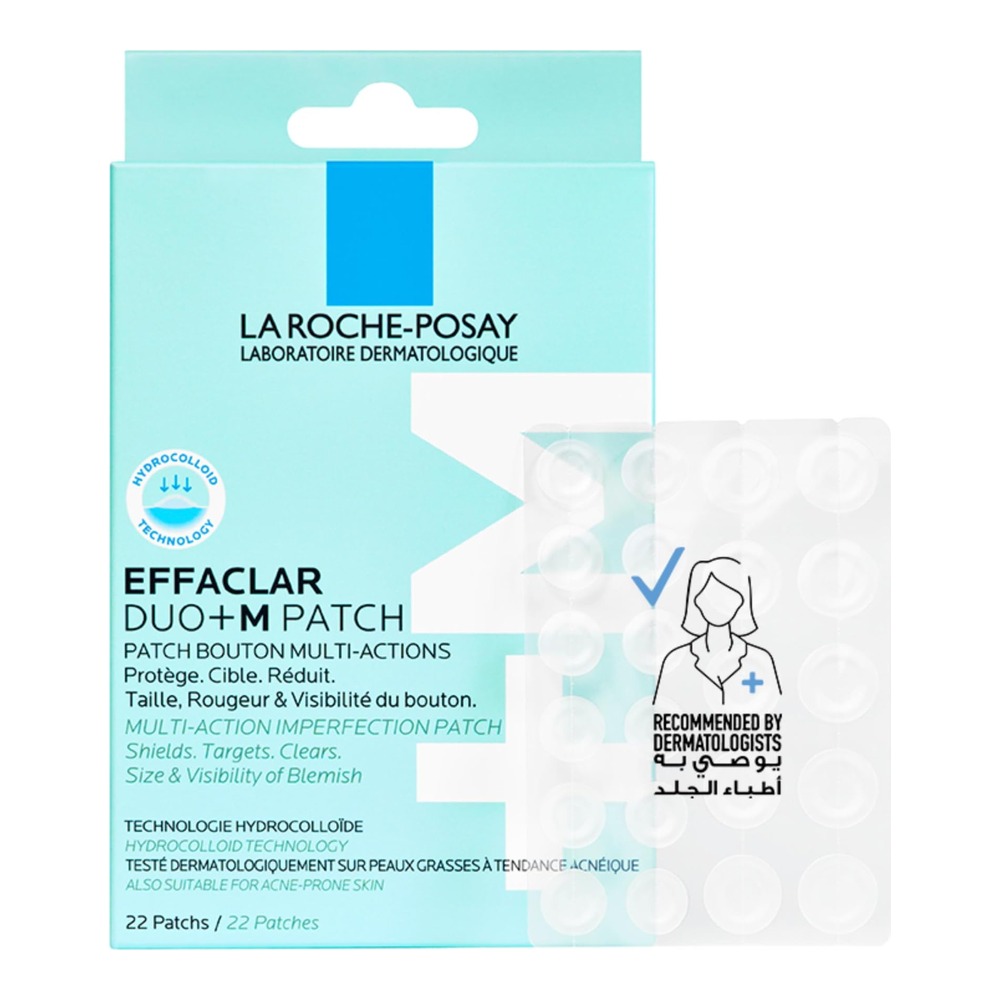 LA ROCHE-POSAY
LABORATOIRE DERMATOLOGIQUE
HYDROCOLLOID
TECHNOLOGY
EFFACLAR
DUO+M PATCH
PATCH BOUTON MULTI-ACTIONS
Protège. Cible. Réduit.
Taille, Rougeur & Visibilité du bouton.
MULTI-ACTION IMPERFECTION PATCH
Shields. Targets. Clears.
Size & Visibility of Blemish
TECHNOLOGIE HYDROCOLLOÏDE
HYDROCOLLOID TECHNOLOGY
TESTÉ DERMATOLOGIQUEMENT SUR PEAUX GRASSES À TENDANCE ACNÉIQUE
ALSO SUITABLE FOR ACNE-PRONE SKIN
22 Patchs / 22 Patches
+M
RECOMMENDED BY
DERMATOLOGISTS
يوصي به
أطباء الجلد